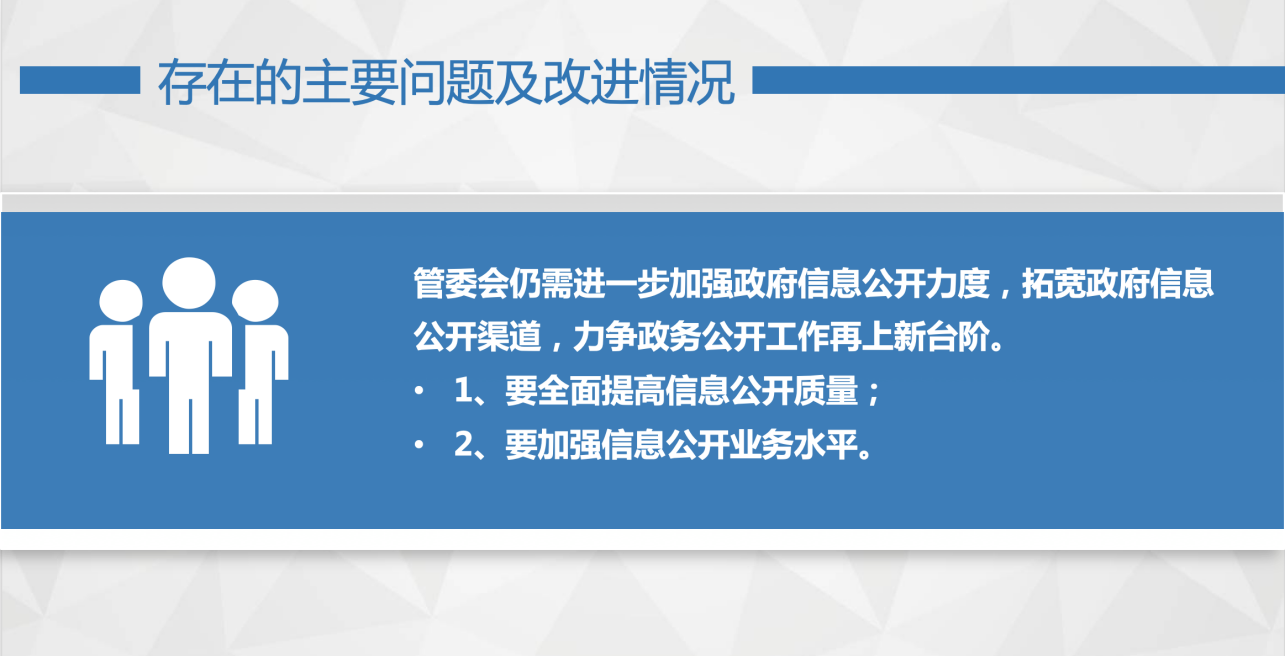 存在的主要问题及改进情况
管委会仍需进一步加强政府信息公开力度，拓宽政府信息
公开渠道，力争政务公开工作再上新台阶。
• 1、要全面提高信息公开质量；
• 2、要加强信息公开业务水平。